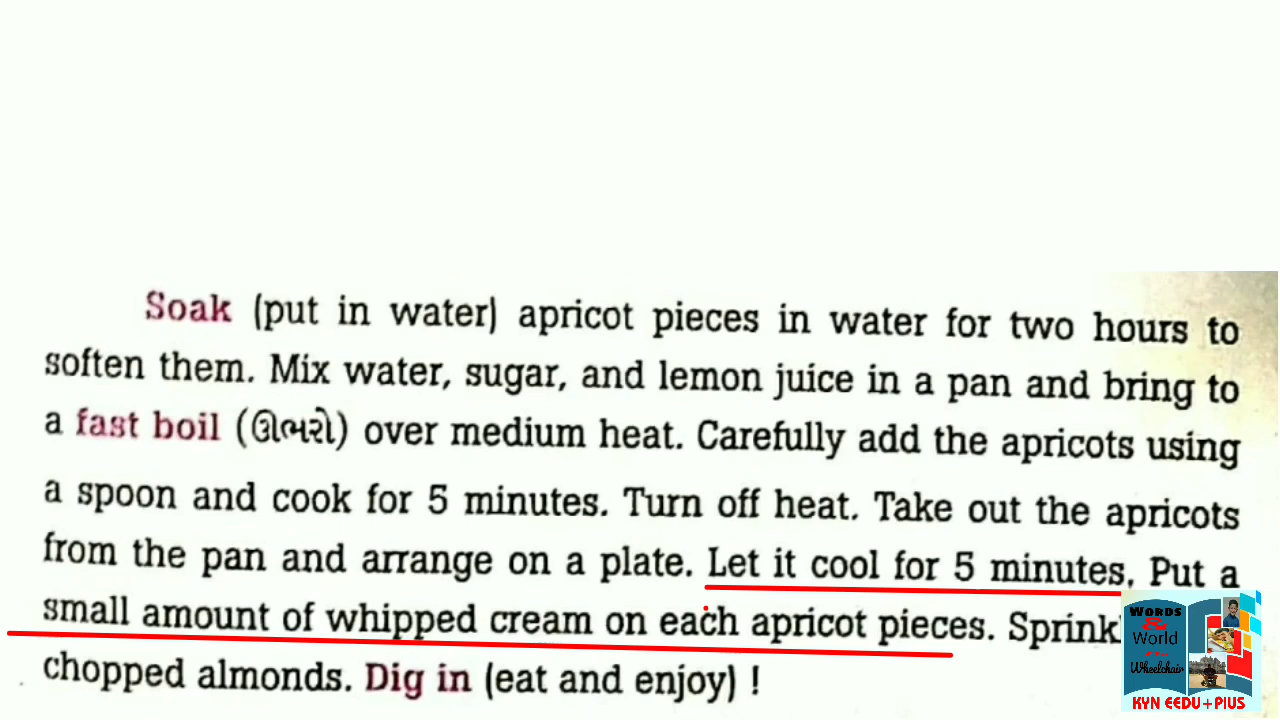 Soak (put in water) apricot pieces in water for two hours to
soften them. Mix water, sugar, and lemon juice in a pan and bring to
a fast boil (ઊભરો) over medium heat. Carefully add the apricots using
a spoon and cook for 5 minutes. Turn off heat. Take out the apricots
from the pan and arrange on a plate. Let it cool for 5 minutes. Put a
small amount of whipped cream on each apricot pieces.
chopped almonds. Dig in (eat and enjoy) !
WORDS
World
Wheelchair
KYN EEDU+PlUS